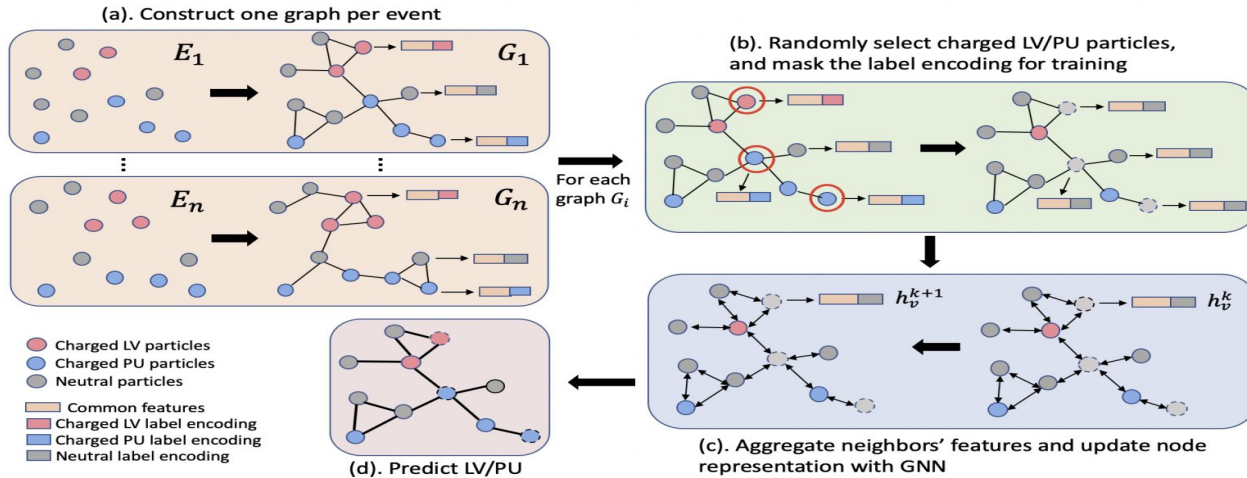 (a). Construct one graph per event
E₁
G₁
...
...
Eₙ
Gₙ
For each
graph Gᵢ
(b). Randomly select charged LV/PU particles,
and mask the label encoding for training
hᵥᵏ⁺¹
hᵥᵏ
(c). Aggregate neighbors' features and update node
representation with GNN
(d). Predict LV/PU
Charged LV particles
Charged PU particles
Neutral particles
Common features
Charged LV label encoding
Charged PU label encoding
Neutral label encoding